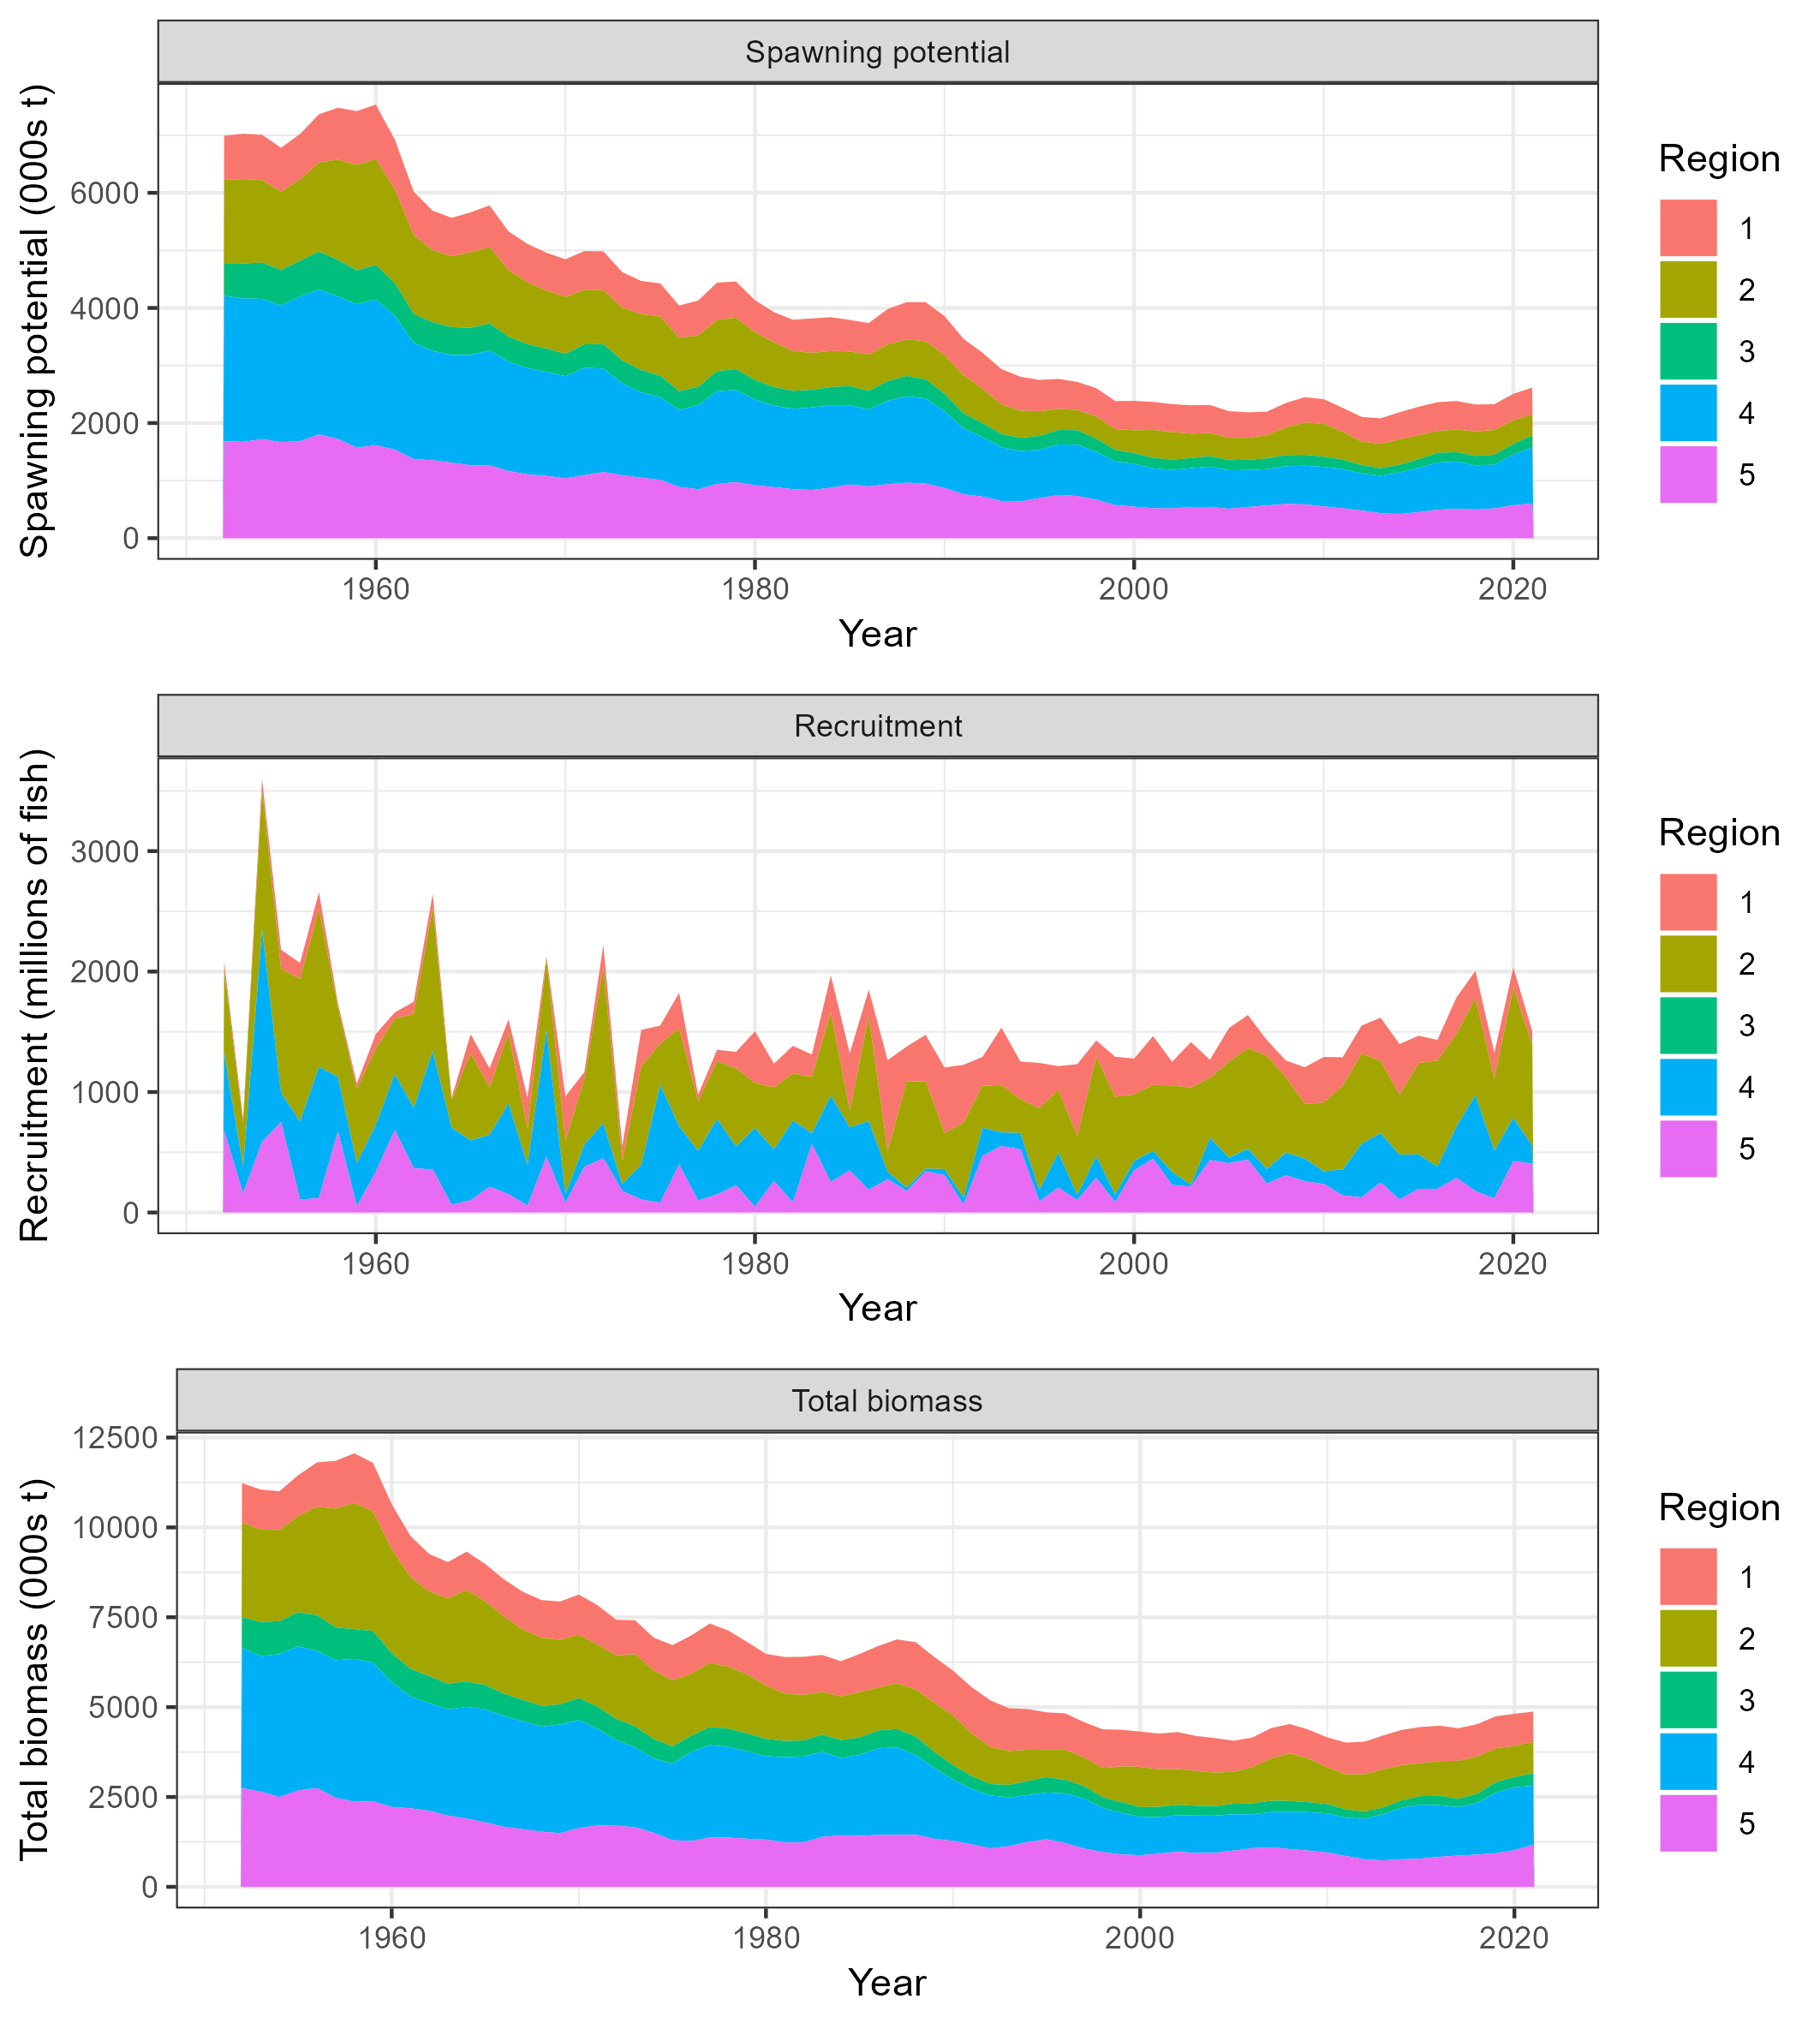 Spawning potential
Spawning potential (000s t)
6000
4000
2000
0
1960 1980 2000 2020
Year
Region
1
2
3
4
5
Recruitment
Recruitment (millions of fish)
3000
2000
1000
0
1960 1980 2000 2020
Year
Region
1
2
3
4
5
Total biomass
Total biomass (000s t)
12500
10000
7500
5000
2500
0
1960 1980 2000 2020
Year
Region
1
2
3
4
5